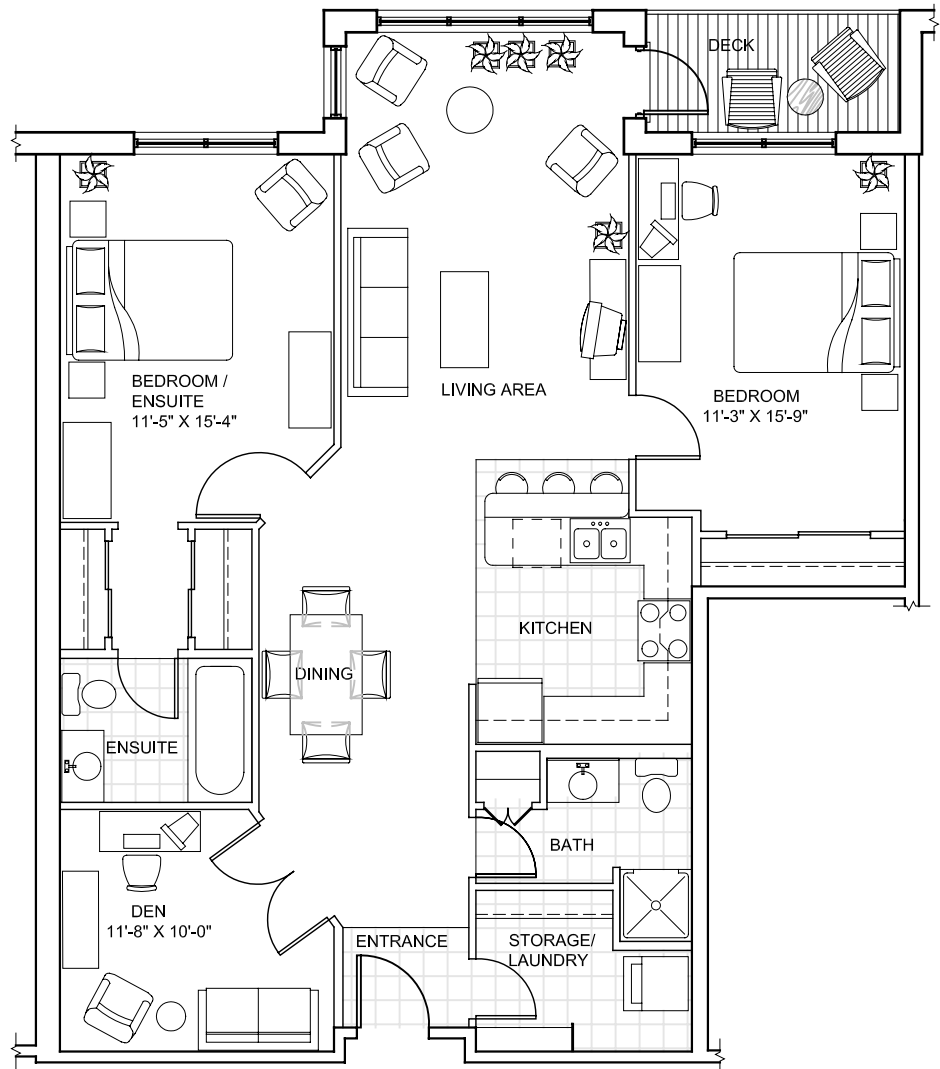 DECK
BEDROOM /
ENSUITE
11'-5" X 15'-4"
LIVING AREA
BEDROOM
11'-3" X 15'-9"
KITCHEN
DINING
ENSUITE
BATH
DEN
11'-8" X 10'-0"
ENTRANCE
STORAGE/
LAUNDRY